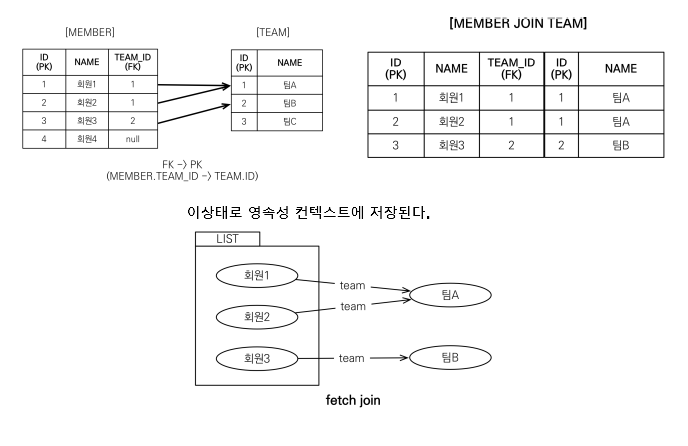 [MEMBER]
ID (PK) NAME TEAM_ID (FK)
1 회원1 1
2 회원2 1
3 회원3 2
4 회원4 null
[TEAM]
ID (PK) NAME
1 팀A
2 팀B
3 팀C
FK -> PK
(MEMBER.TEAM_ID -> TEAM.ID)
[MEMBER JOIN TEAM]
ID (PK) NAME TEAM_ID (FK) ID (PK) NAME
1 회원1 1 1 팀A
2 회원2 1 1 팀A
3 회원3 2 2 팀B
이상태로 영속성 컨텍스트에 저장된다.
LIST
회원1 team 팀A
회원2 team
회원3 team 팀B
fetch join